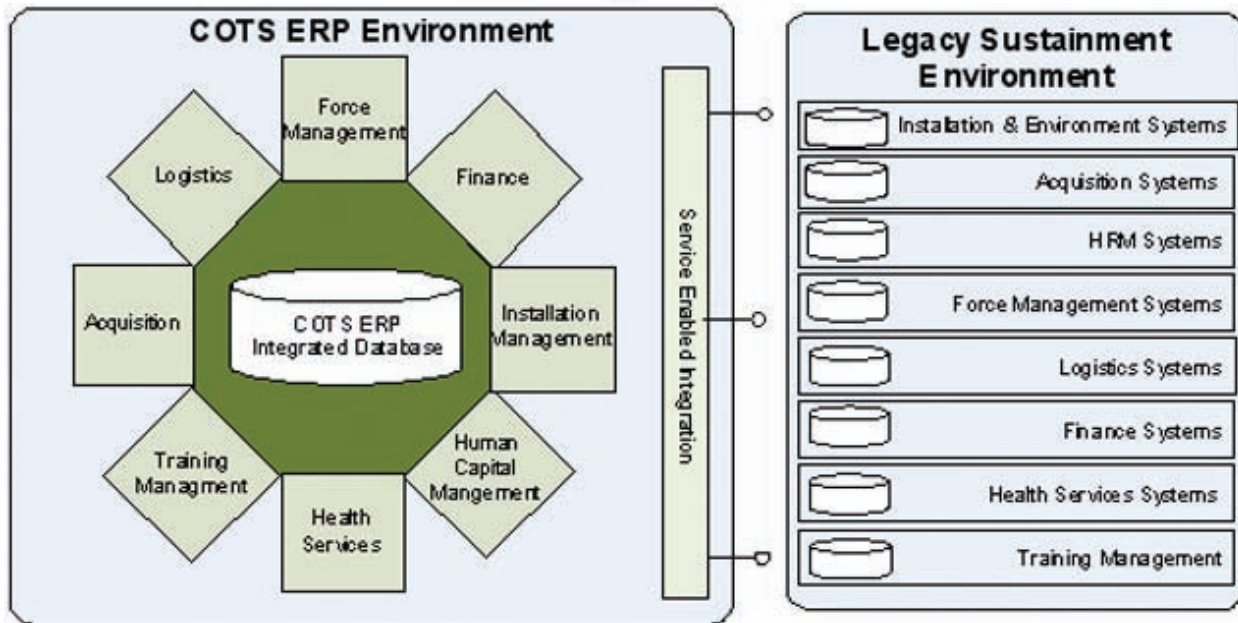 COTS ERP Environment
Force
Management
Logistics
Finance
Acquisition
COTS ERP
Integrated Database
Installation
Management
Training
Managment
Human
Capital
Mangement
Health
Services
Service Enabled Integration
Legacy Sustainment
Environment
Installation & Environment Systems
Acquisition Systems
HRM Systems
Force Management Systems
Logistics Systems
Finance Systems
Health Services Systems
Training Management